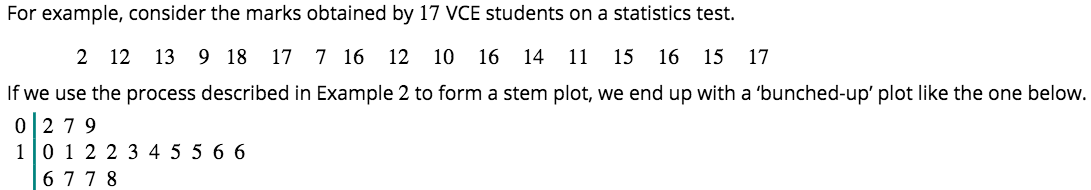 For example, consider the marks obtained by 17 VCE students on a statistics test.
2 12 13 9 18 17 7 16 12 10 16 14 11 15 16 15 17
If we use the process described in Example 2 to form a stem plot, we end up with a ‘bunched-up’ plot like the one below.
0 | 2 7 9
1 | 0 1 2 2 3 4 5 5 6 6
| 6 7 7 8